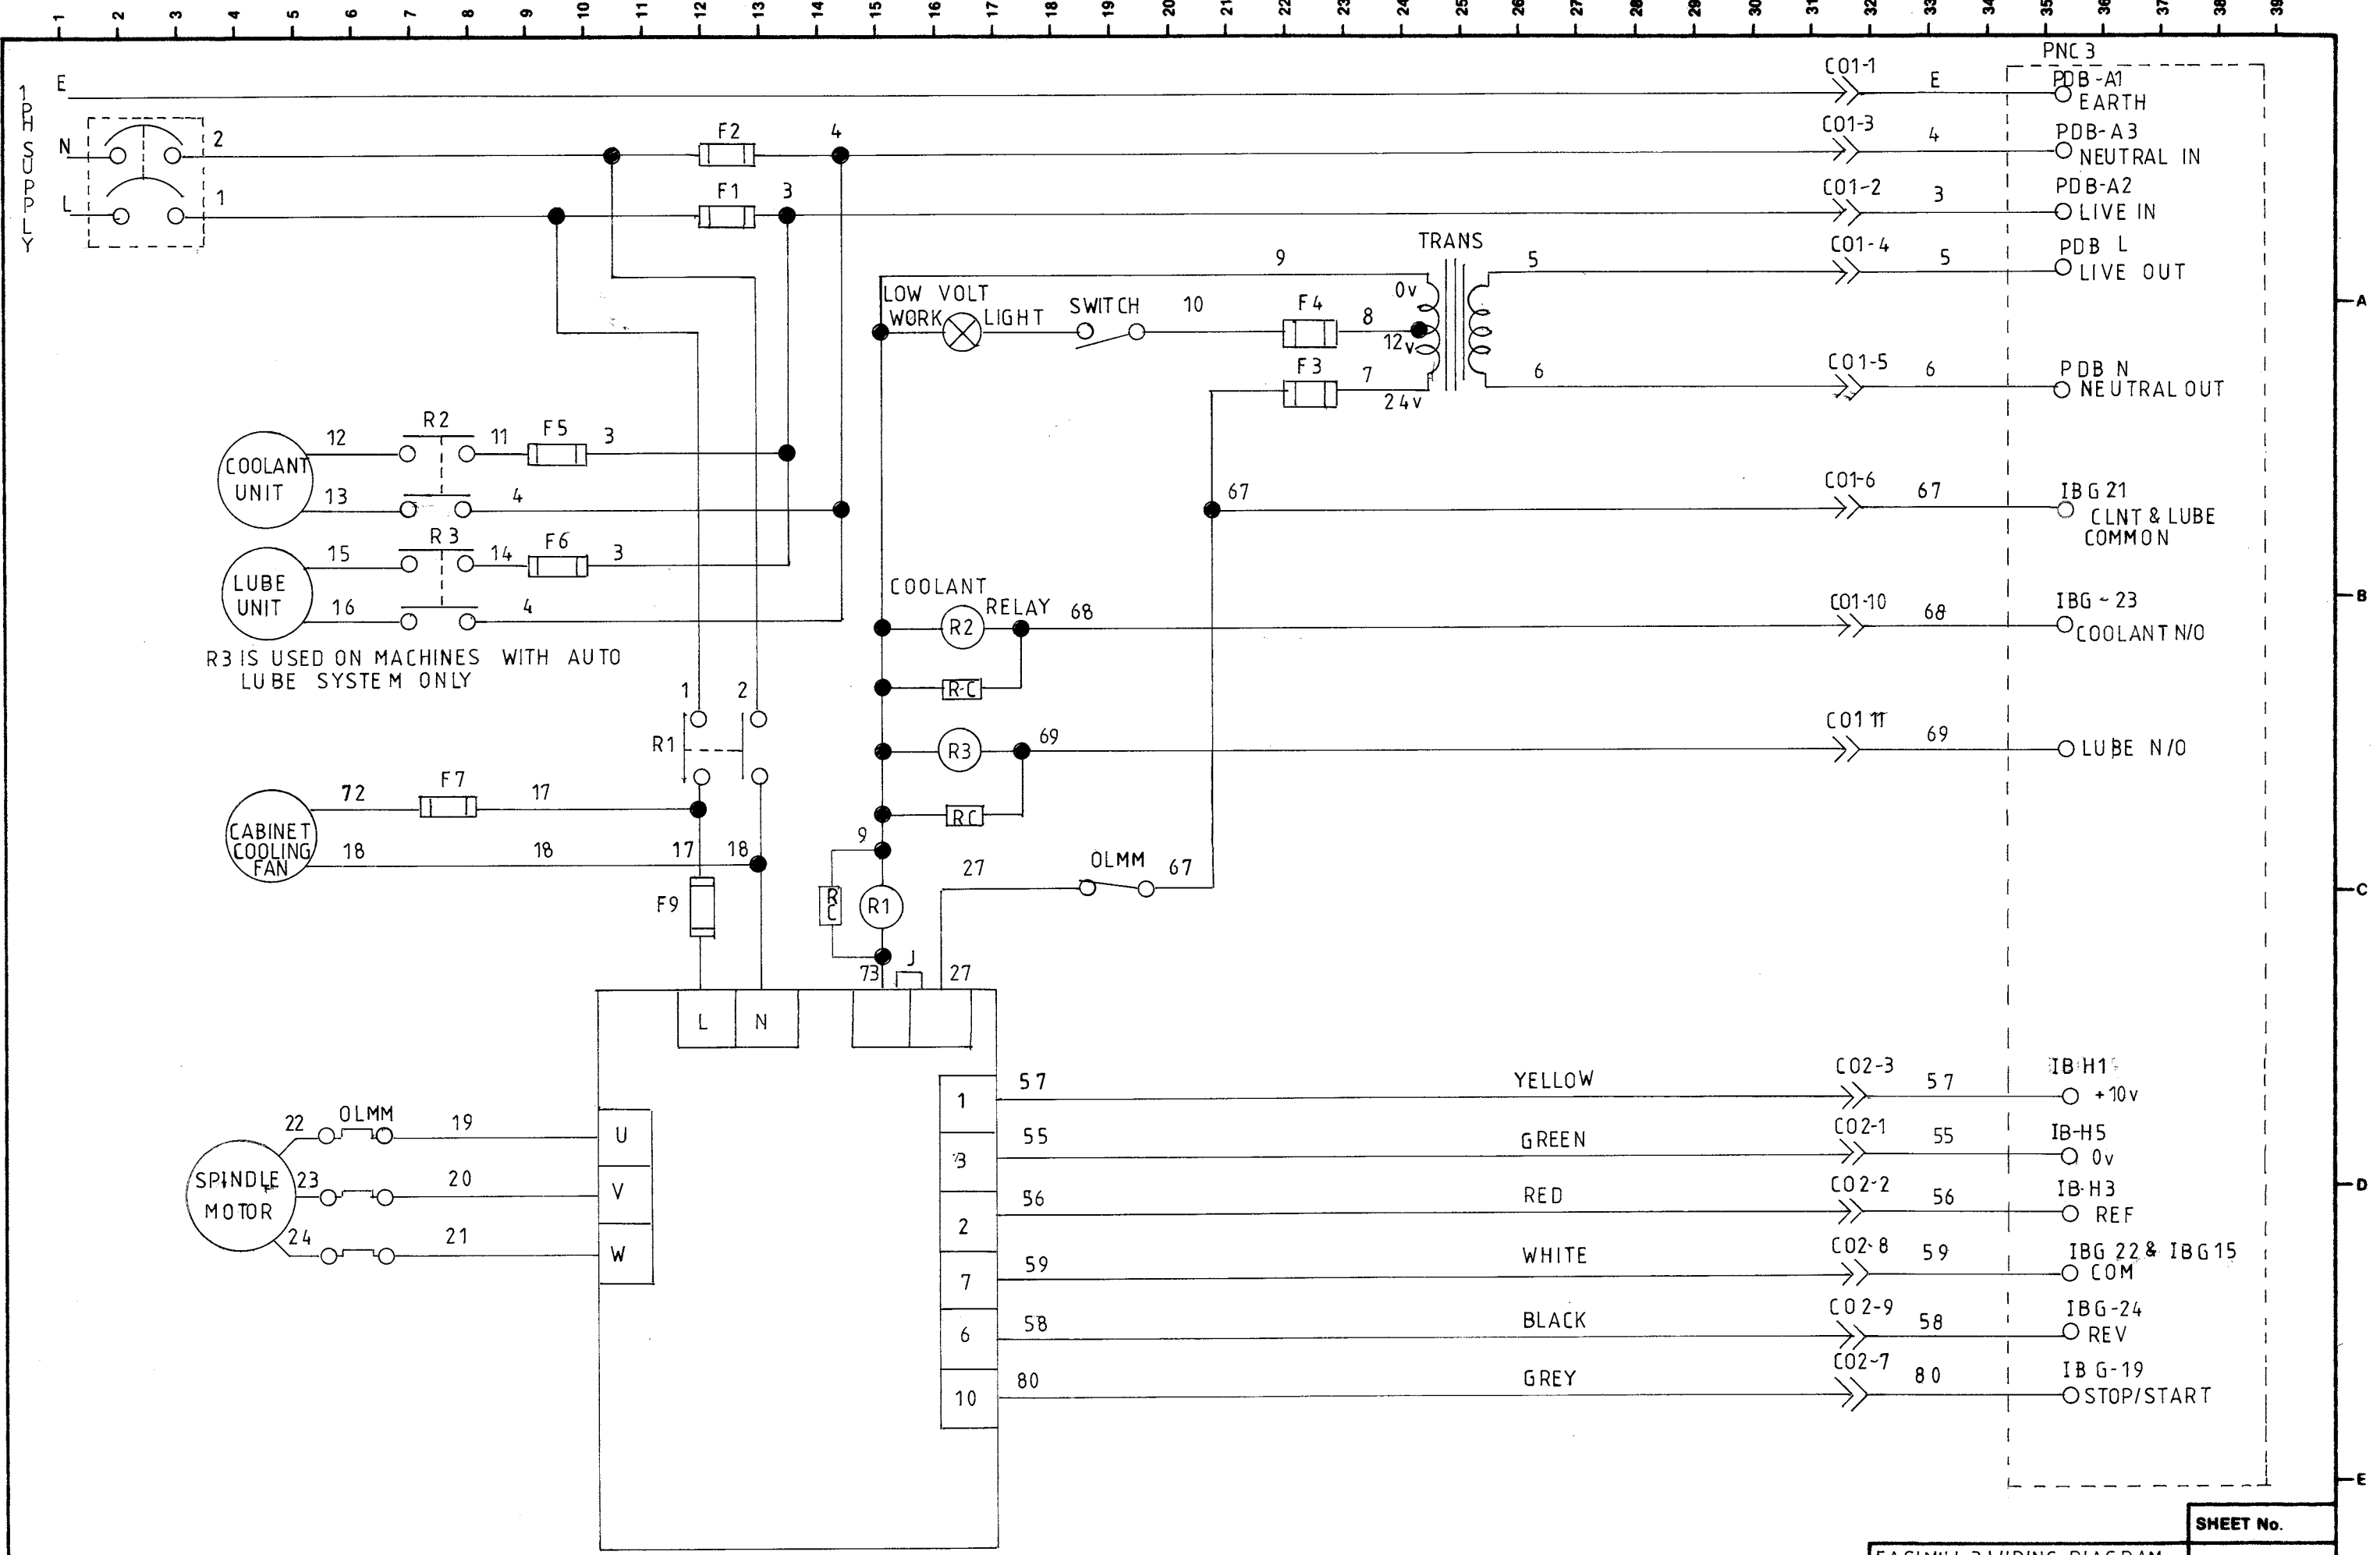 1 2 3 4 5 6 7 8 9 10 11 12 13 14 15 16 17 18 19 20 21 22 23 24 25 26 27 28 29 30 31 32 33 34 35 36 37 38 39
PNC 3
1PH SUPPLY
E
C01-1 E PDB-A1
EARTH
N 2 F2 4 C01-3 4 PDB-A3
NEUTRAL IN
L 1 F1 3 C01-2 3 PDB-A2
LIVE IN
TRANS
9 5 C01-4 5 PDB L
LIVE OUT
A
LOW VOLT
WORK LIGHT SWITCH 10 F4 8 0v
12v
F3 7 24v
6 C01-5 6 PDB N
NEUTRAL OUT
COOLANT
UNIT
12 R2 11 F5 3
13 4
67 C01-6 67 IBG 21
CLNT & LUBE
COMMON
LUBE
UNIT
15 R3 14 F6 3
16 4
R3 IS USED ON MACHINES WITH AUTO
LUBE SYSTEM ONLY
COOLANT
RELAY
R2 68 C01-10 68 IBG-23
COOLANT N/O
B
R-C
1 2
R1
R3 69 C01 11 69 LUBE N/O
RC
CABINET
COOLING
FAN
72 F7 17
18 18 17 18
F9
9
RC R1
27 OLMM 67
C
73 J 27
L N
SPINDLE
MOTOR
22 OLMM 19 U
23 20 V
24 21 W
1 57 YELLOW C02-3 57 IB H1
+10v
3 55 GREEN C02-1 55 IB-H5
0v
2 56 RED C02-2 56 IB-H3
REF
D
7 59 WHITE C02-8 59 IBG 22 & IBG15
COM
6 58 BLACK C02-9 58 IBG-24
REV
10 80 GREY C02-7 80 IBG-19
STOP/START
E
SHEET No.
WIRING DIAGRAM